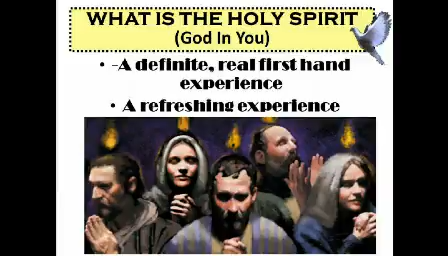 WHAT IS THE HOLY SPIRIT
(God In You)
• -A definite, real first hand
experience
• A refreshing experience